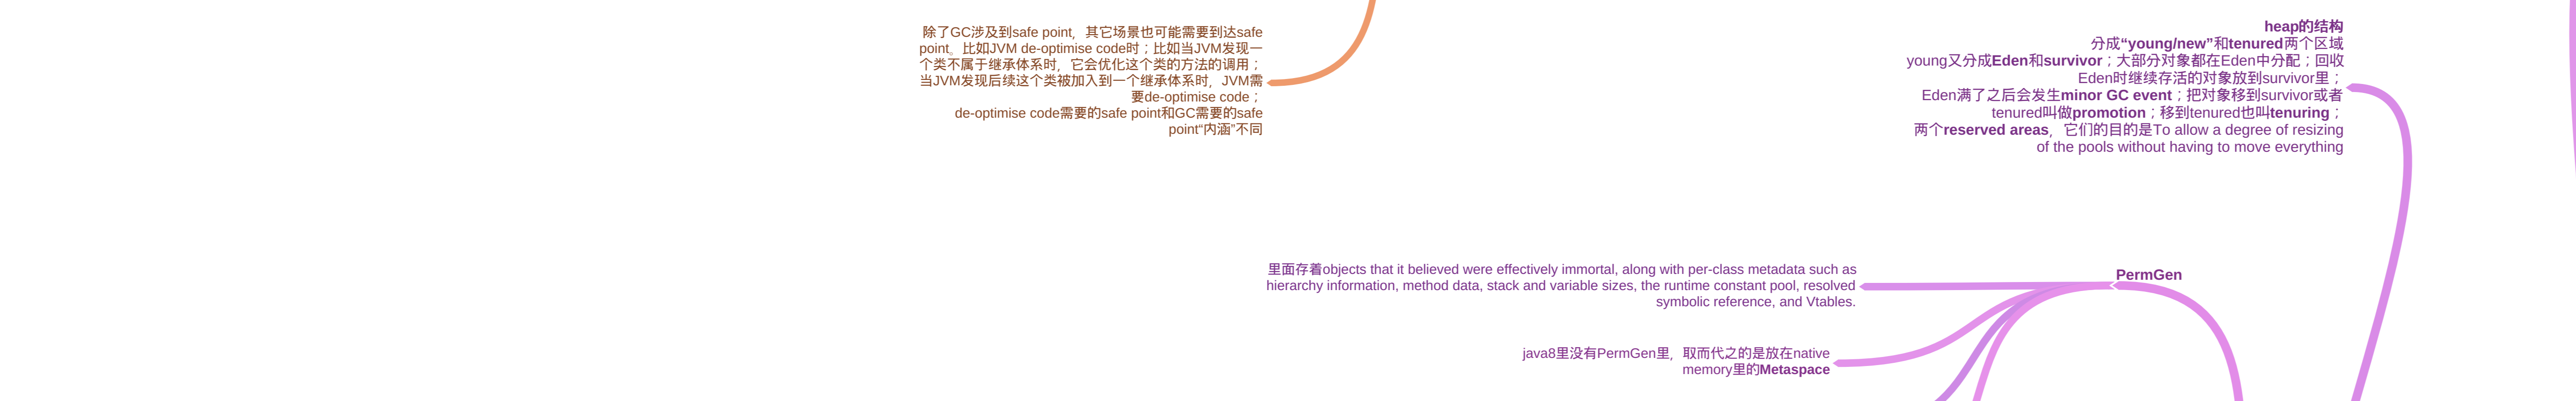 除了GC涉及到safe point，其它场景也可能需要到达safe
point。比如JVM de-optimise code时；比如当JVM发现一
个类不属于继承体系时，它会优化这个类的方法的调用；
当JVM发现后续这个类被加入到一个继承体系时，JVM需
要de-optimise code；
de-optimise code需要的safe point和GC需要的safe
point“内涵”不同
heap的结构
分成“young/new”和tenured两个区域
young又分成Eden和survivor；大部分对象都在Eden中分配；回收
Eden时继续存活的对象放到survivor里；
Eden满了之后会发生minor GC event；把对象移到survivor或者
tenured叫做promotion；移到tenured也叫tenuring；
两个reserved areas，它们的目的是To allow a degree of resizing
of the pools without having to move everything
PermGen
里面存着objects that it believed were effectively immortal, along with per-class metadata such as
hierarchy information, method data, stack and variable sizes, the runtime constant pool, resolved
symbolic reference, and Vtables.
java8里没有PermGen里，取而代之的是放在native
memory里的Metaspace